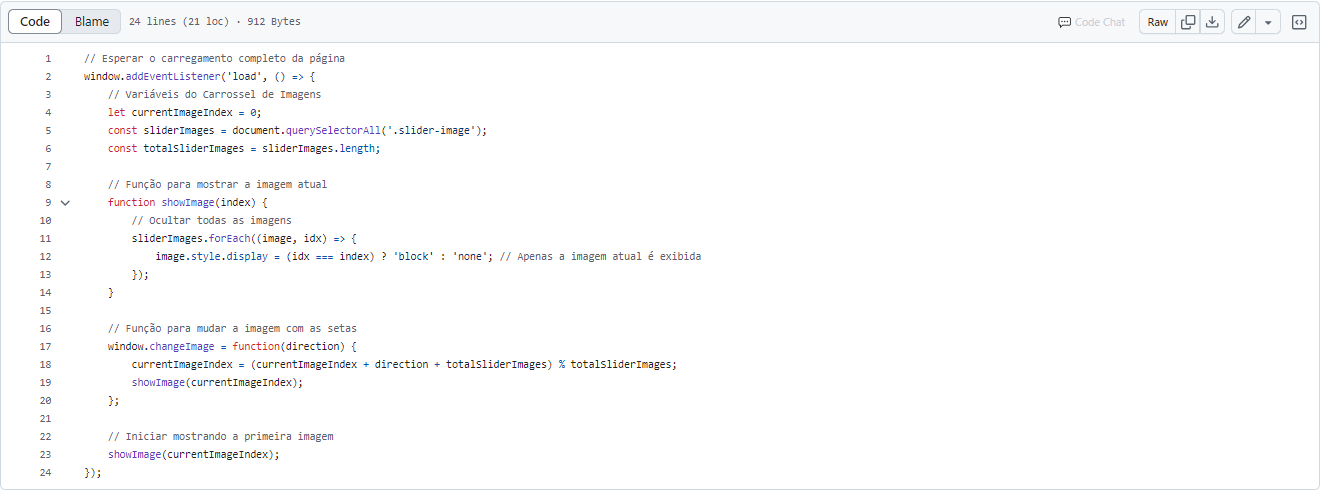 Code Blame 24 lines (21 loc) · 912 Bytes Code Chat Raw
1 // Esperar o carregamento completo da página
2 window.addEventListener('load', () => {
3     // Variáveis do Carrossel de Imagens
4     let currentImageIndex = 0;
5     const sliderImages = document.querySelectorAll('.slider-image');
6     const totalSliderImages = sliderImages.length;
7
8     // Função para mostrar a imagem atual
9     function showImage(index) {
10         // Ocultar todas as imagens
11         sliderImages.forEach((image, idx) => {
12             image.style.display = (idx === index) ? 'block' : 'none'; // Apenas a imagem atual é exibida
13         });
14     }
15
16     // Função para mudar a imagem com as setas
17     window.changeImage = function(direction) {
18         currentImageIndex = (currentImageIndex + direction + totalSliderImages) % totalSliderImages;
19         showImage(currentImageIndex);
20     };
21
22     // Iniciar mostrando a primeira imagem
23     showImage(currentImageIndex);
24 });